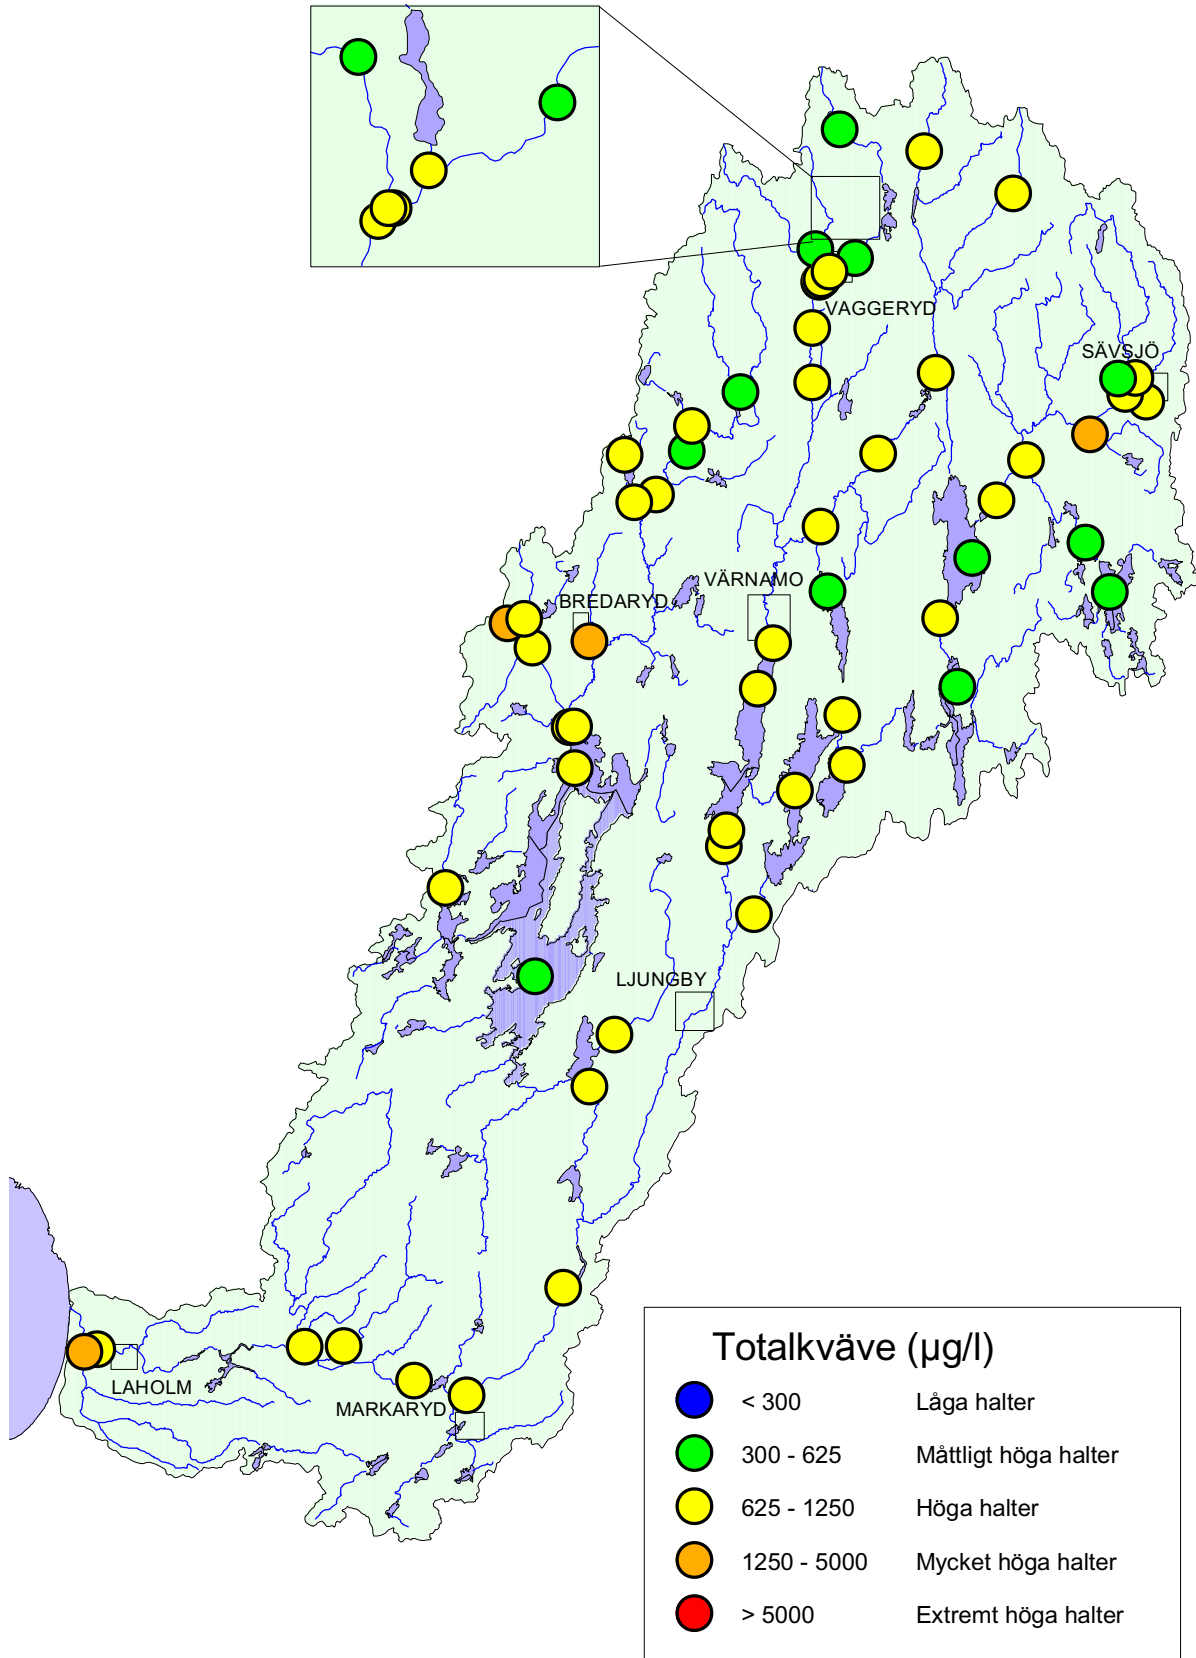 VAGGERYD
SÄVSJÖ
VÄRNAMO
BREDARYD
LJUNGBY
LAHOLM
MARKARYD
Totalkväve (µg/l)
< 300 Låga halter
300 - 625 Måttligt höga halter
625 - 1250 Höga halter
1250 - 5000 Mycket höga halter
> 5000 Extremt höga halter